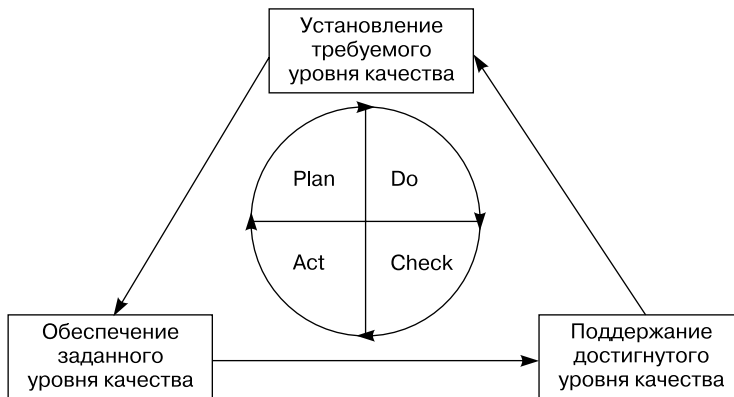 Установление
требуемого
уровня качества
Plan
Do
Act
Check
Обеспечение
заданного
уровня качества
Поддержание
достигнутого
уровня качества